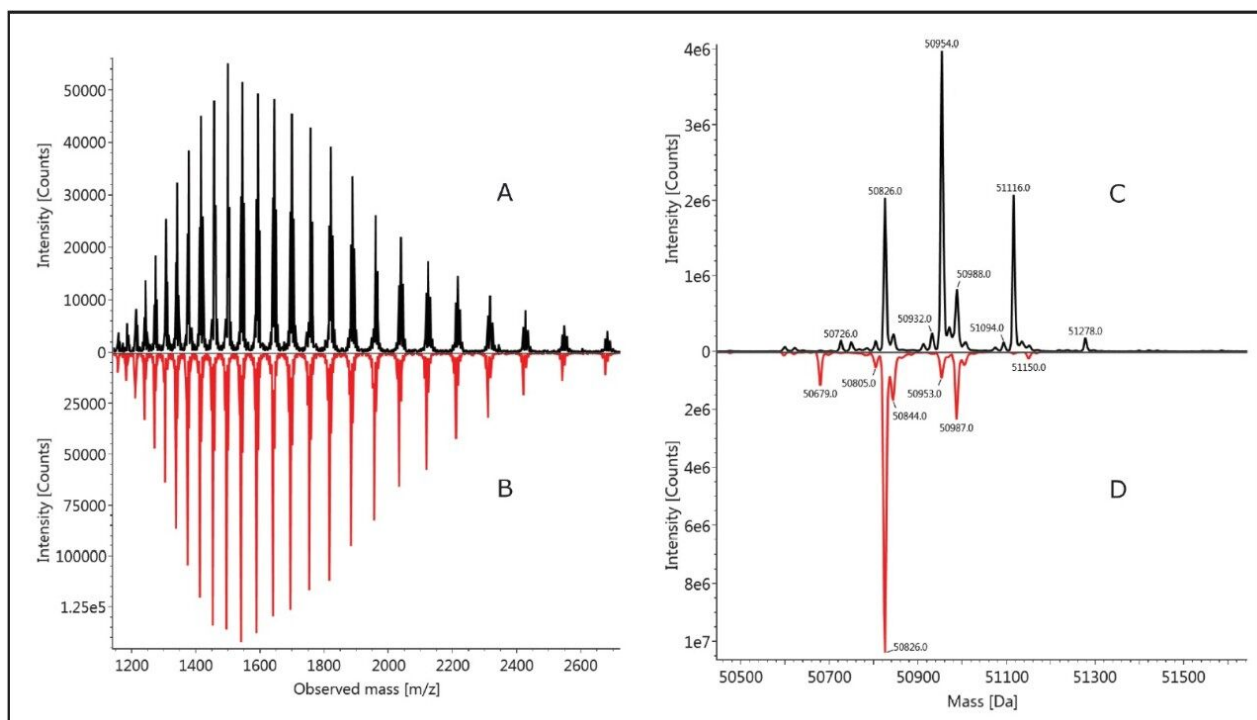 50000
40000
30000
20000
10000
0
25000
50000
75000
100000
1.25e5
Intensity [Counts]
Intensity [Counts]
A
B
1200 1400 1600 1800 2000 2200 2400 2600
Observed mass [m/z]
4e6
3e6
2e6
1e6
0
2e6
4e6
6e6
8e6
1e7
Intensity [Counts]
Intensity [Counts]
50954.0
50826.0
51116.0
C
50988.0
50932.0
51094.0
50726.0
51278.0
50679.0
50805.0
50844.0
50953.0
50987.0
51150.0
D
50826.0
50500 50700 50900 51100 51300 51500
Mass [Da]